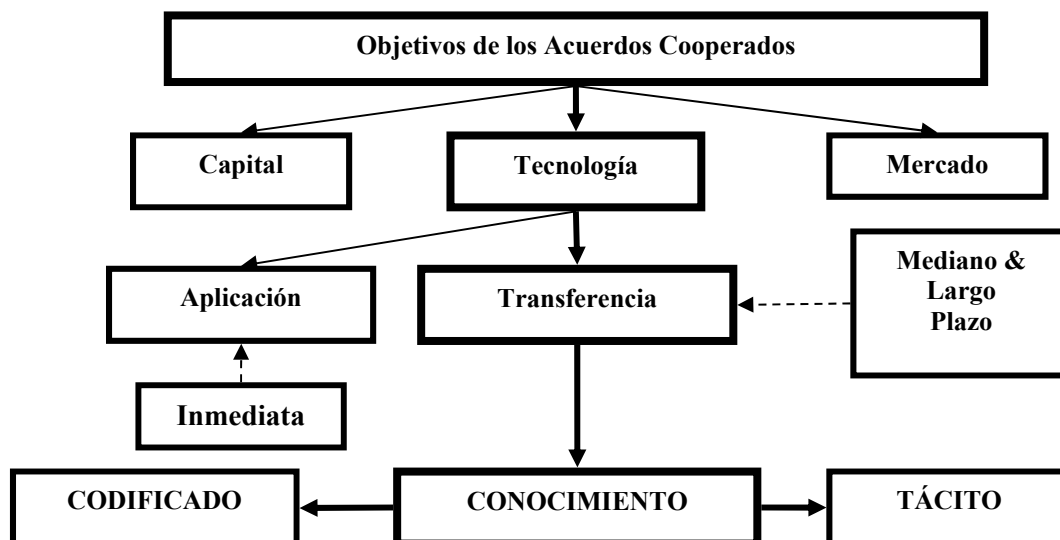 Objetivos de los Acuerdos Cooperados
Capital
Tecnología
Mercado
Aplicación
Transferencia
Mediano &
Largo
Plazo
Inmediata
CODIFICADO
CONOCIMIENTO
TÁCITO